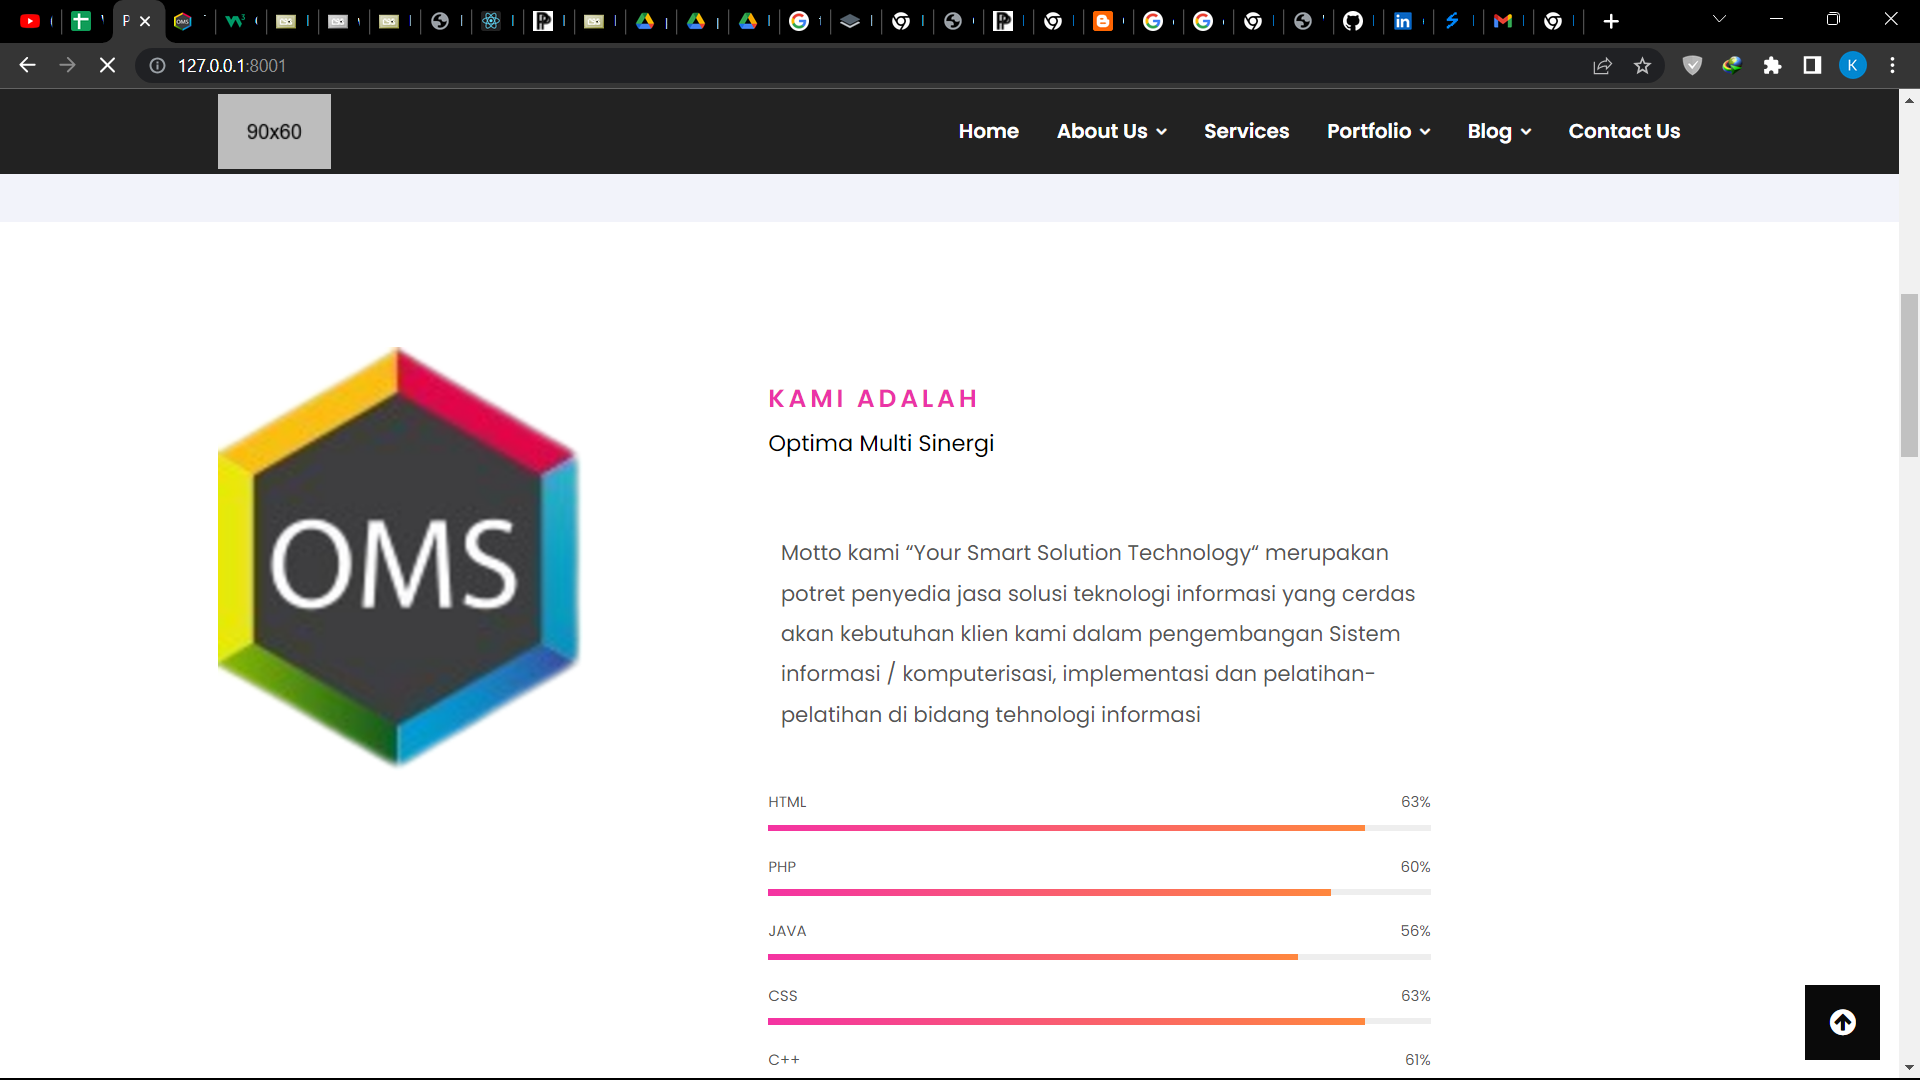 127.0.0.1:8001
K
90x60
Home About Us Services Portfolio Blog Contact Us
OMS
KAMI ADALAH
Optima Multi Sinergi
Motto kami “Your Smart Solution Technology“ merupakan
potret penyedia jasa solusi teknologi informasi yang cerdas
akan kebutuhan klien kami dalam pengembangan Sistem
informasi / komputerisasi, implementasi dan pelatihan-
pelatihan di bidang tehnologi informasi
HTML 63%
PHP 60%
JAVA 56%
CSS 63%
C++ 61%